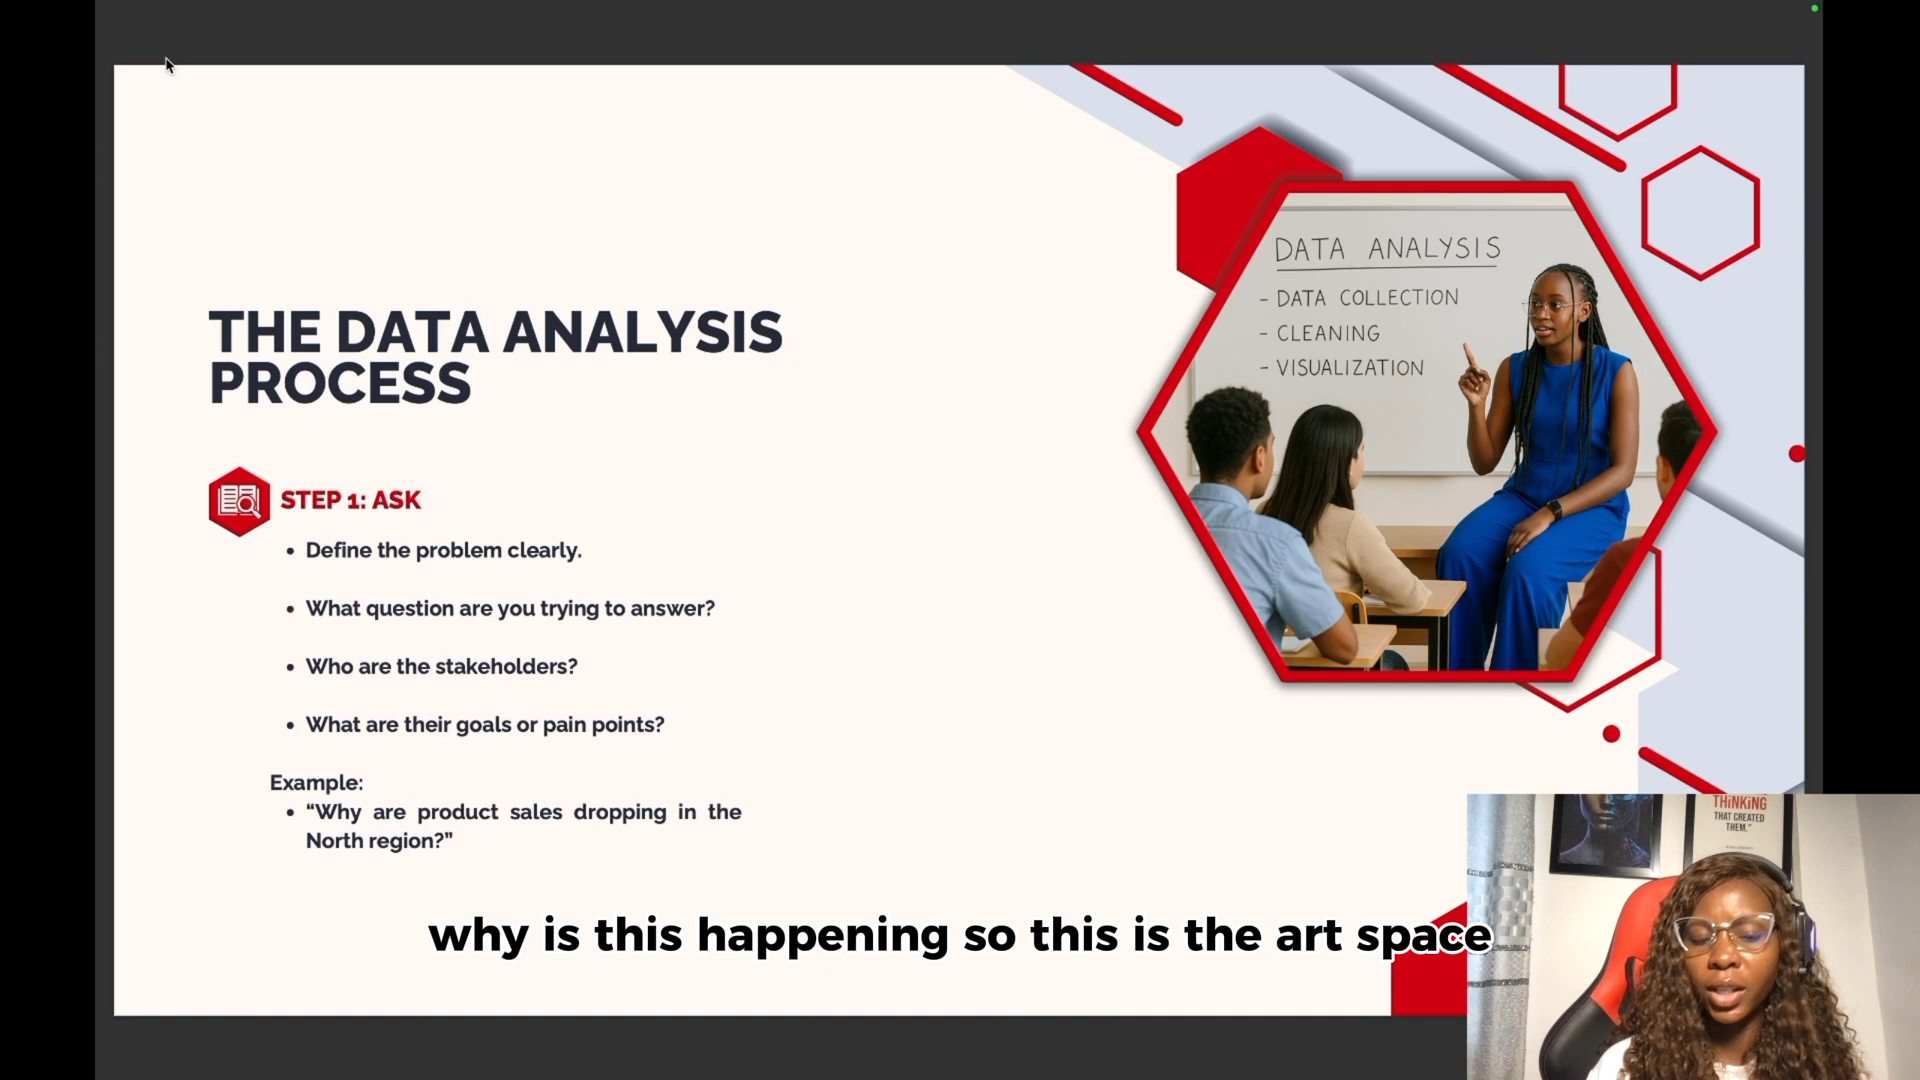 DATA ANALYSIS
- DATA COLLECTION
- CLEANING
- VISUALIZATION
THE DATA ANALYSIS
PROCESS
STEP 1: ASK
• Define the problem clearly.
• What question are you trying to answer?
• Who are the stakeholders?
• What are their goals or pain points?
Example:
• “Why are product sales dropping in the
North region?”
why is this happening so this is the art space
THiNKiNG
THAT CREATED
THEM.”